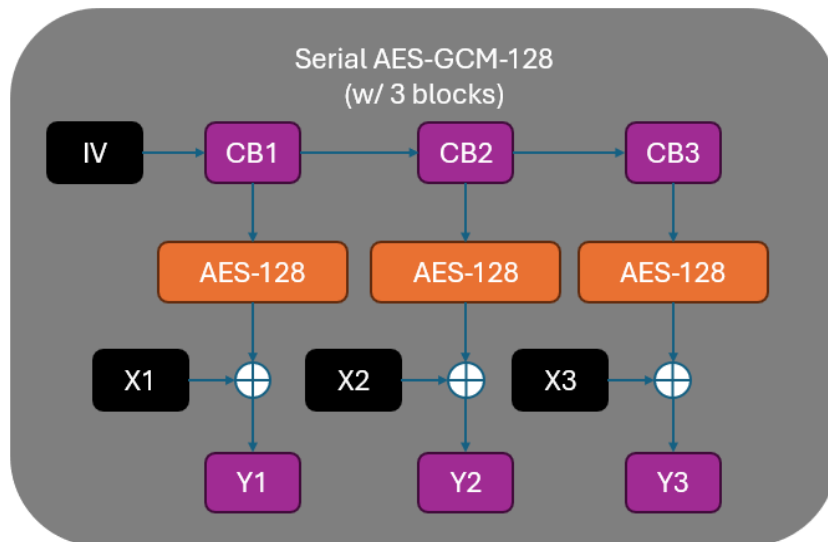 Serial AES-GCM-128
(w/ 3 blocks)
IV
CB1
CB2
CB3
AES-128
AES-128
AES-128
X1
X2
X3
Y1
Y2
Y3